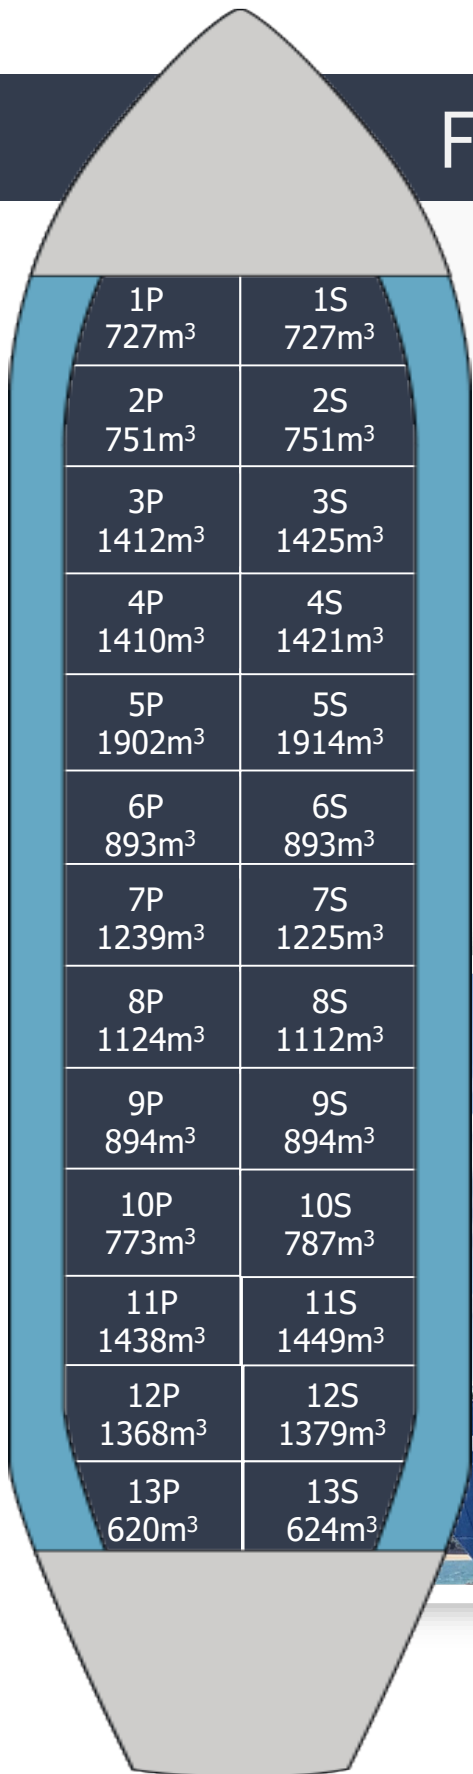 F
1P 1S
727m³ 727m³
2P 2S
751m³ 751m³
3P 3S
1412m³ 1425m³
4P 4S
1410m³ 1421m³
5P 5S
1902m³ 1914m³
6P 6S
893m³ 893m³
7P 7S
1239m³ 1225m³
8P 8S
1124m³ 1112m³
9P 9S
894m³ 894m³
10P 10S
773m³ 787m³
11P 11S
1438m³ 1449m³
12P 12S
1368m³ 1379m³
13P 13S
620m³ 624m³